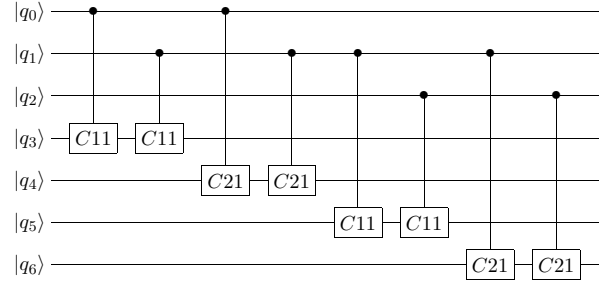 |q₀⟩
|q₁⟩
|q₂⟩
|q₃⟩ C11 C11
|q₄⟩ C21 C21
|q₅⟩ C11 C11
|q₆⟩ C21 C21